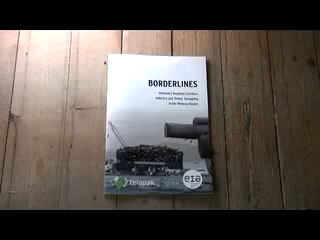 BORDERLINES
Vietnam's Booming Furniture
Industry and Timber Smuggling
in the Mekong Region
telapak
eia